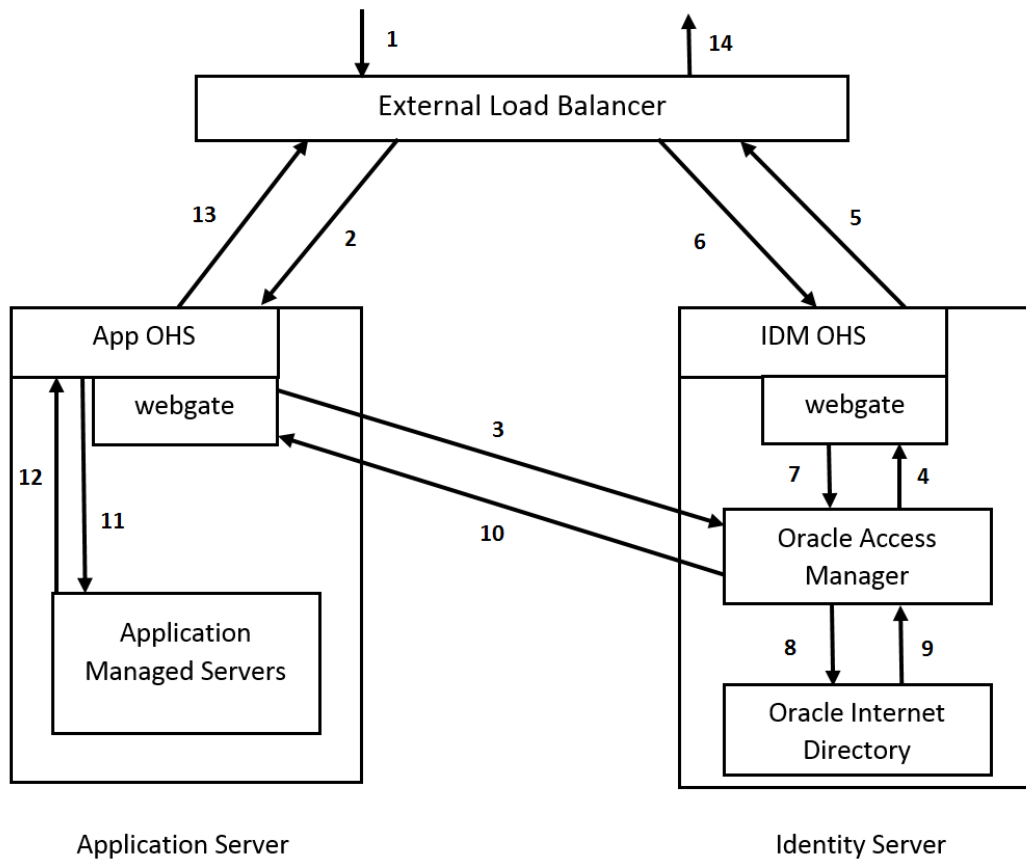 1
14
External Load Balancer
13
2
6
5
App OHS
IDM OHS
webgate
webgate
3
12
11
10
7
4
Oracle Access
Manager
Application
Managed Servers
8
9
Oracle Internet
Directory
Application Server
Identity Server